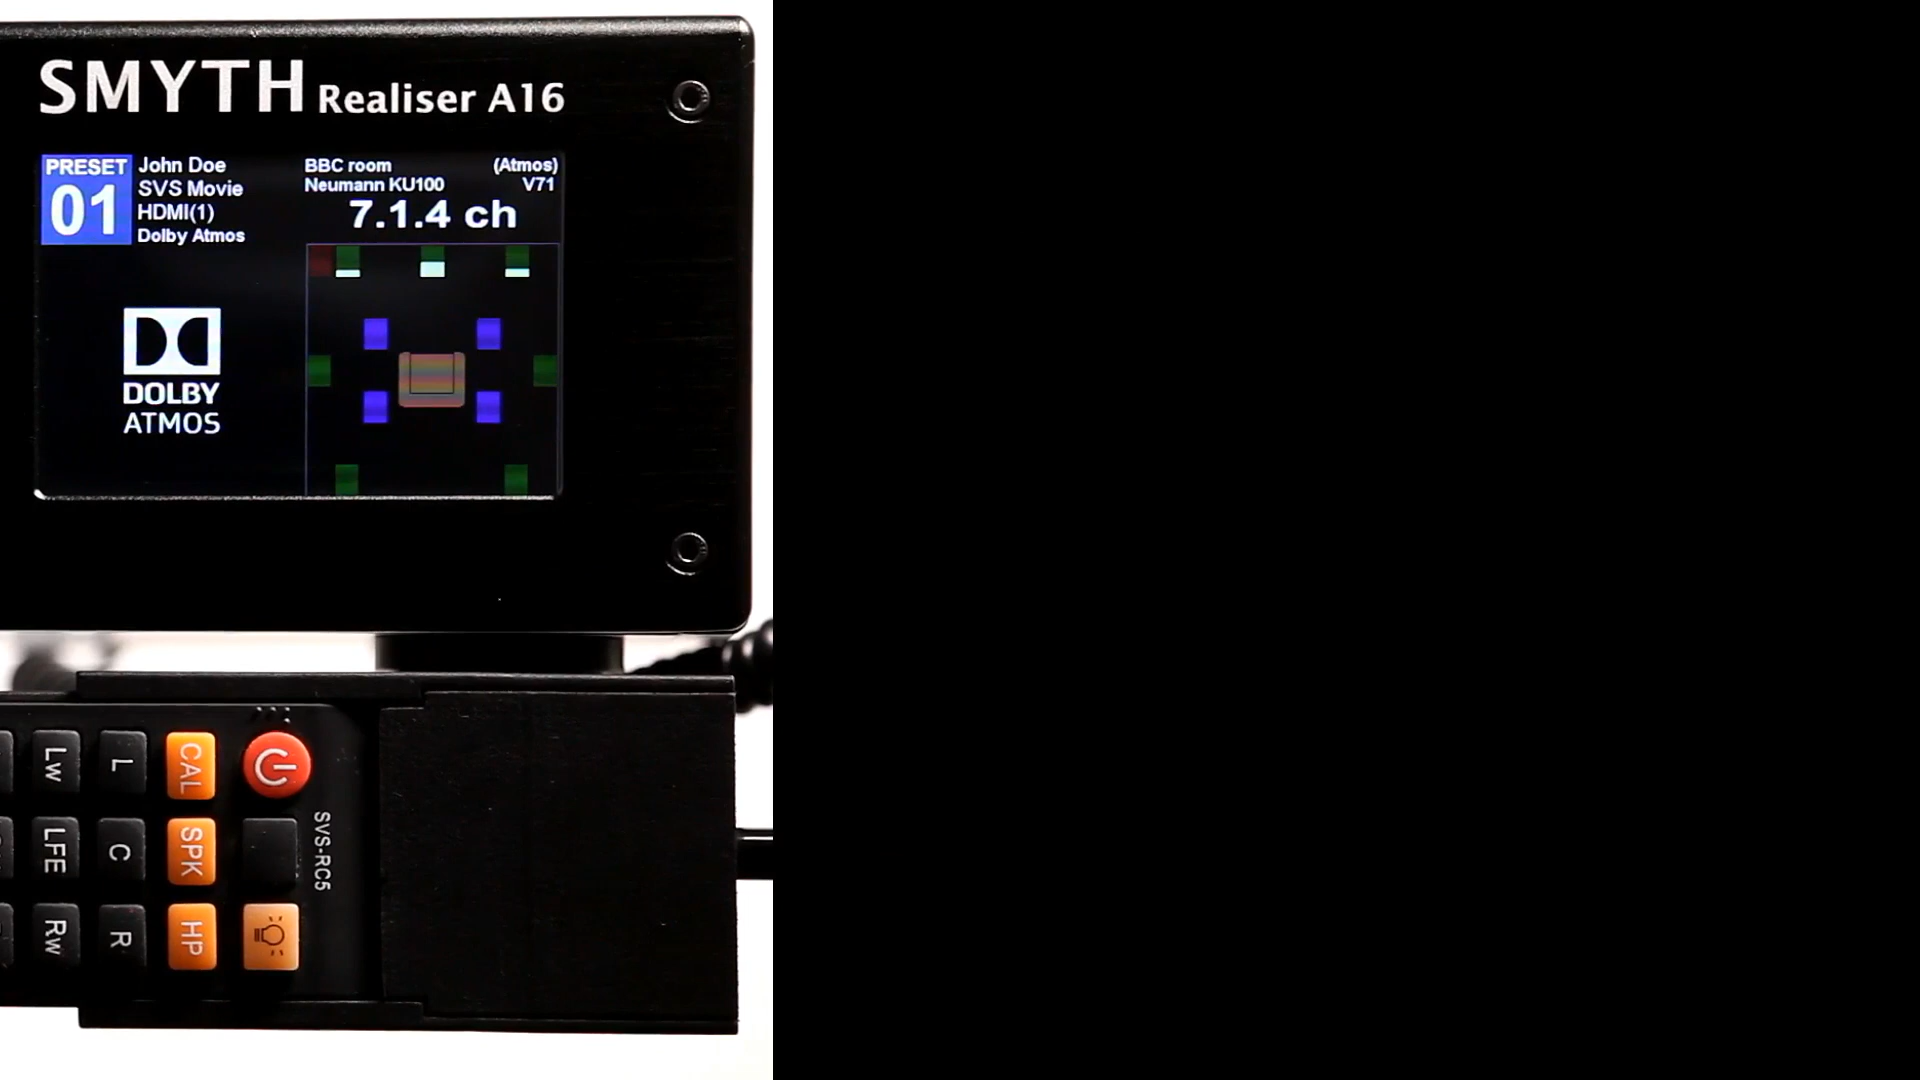 SMYTH Realiser A16
PRESET
01
John Doe
SVS Movie
HDMI(1)
Dolby Atmos
BBC room (Atmos)
Neumann KU100 V71
7.1.4 ch
DOLBY
ATMOS
Lw L CAL
LFE C SPK
Rw R HP
SVS-RC5